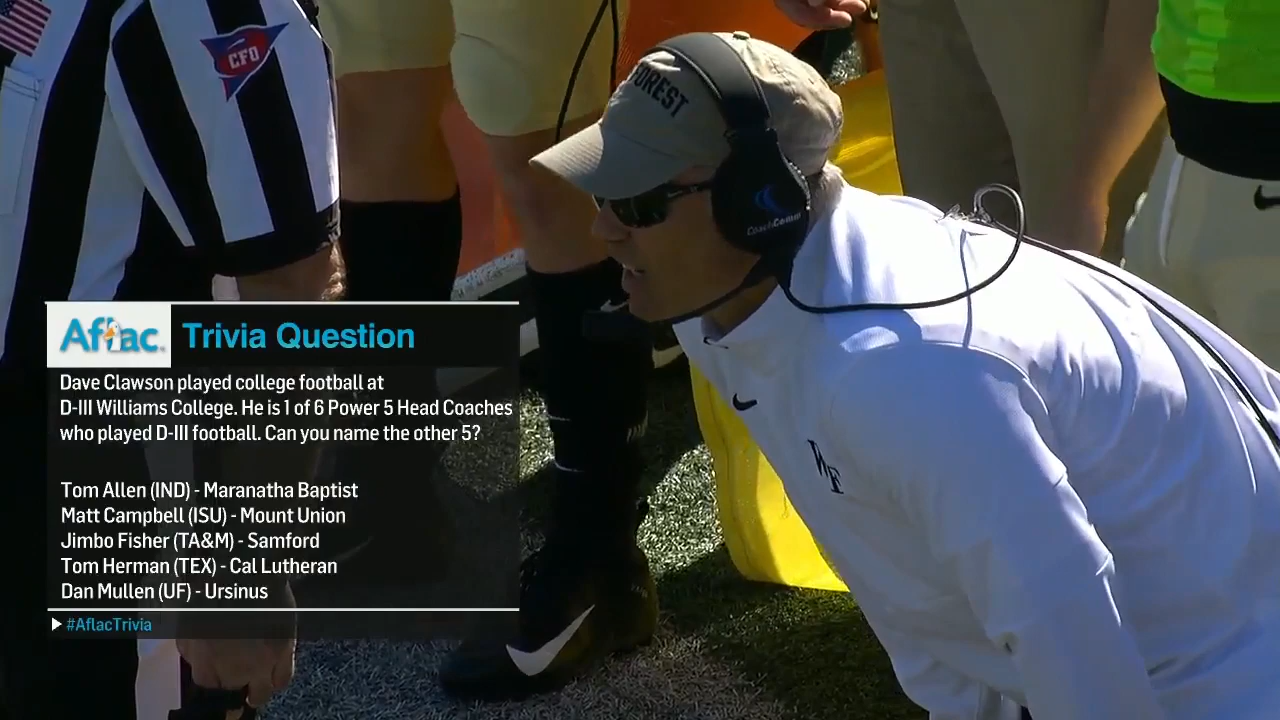 CFO
FOREST
CoachComm
WF
Aflac
Trivia Question
Dave Clawson played college football at
D-III Williams College. He is 1 of 6 Power 5 Head Coaches
who played D-III football. Can you name the other 5?
Tom Allen (IND) - Maranatha Baptist
Matt Campbell (ISU) - Mount Union
Jimbo Fisher (TA&M) - Samford
Tom Herman (TEX) - Cal Lutheran
Dan Mullen (UF) - Ursinus
#AflacTrivia